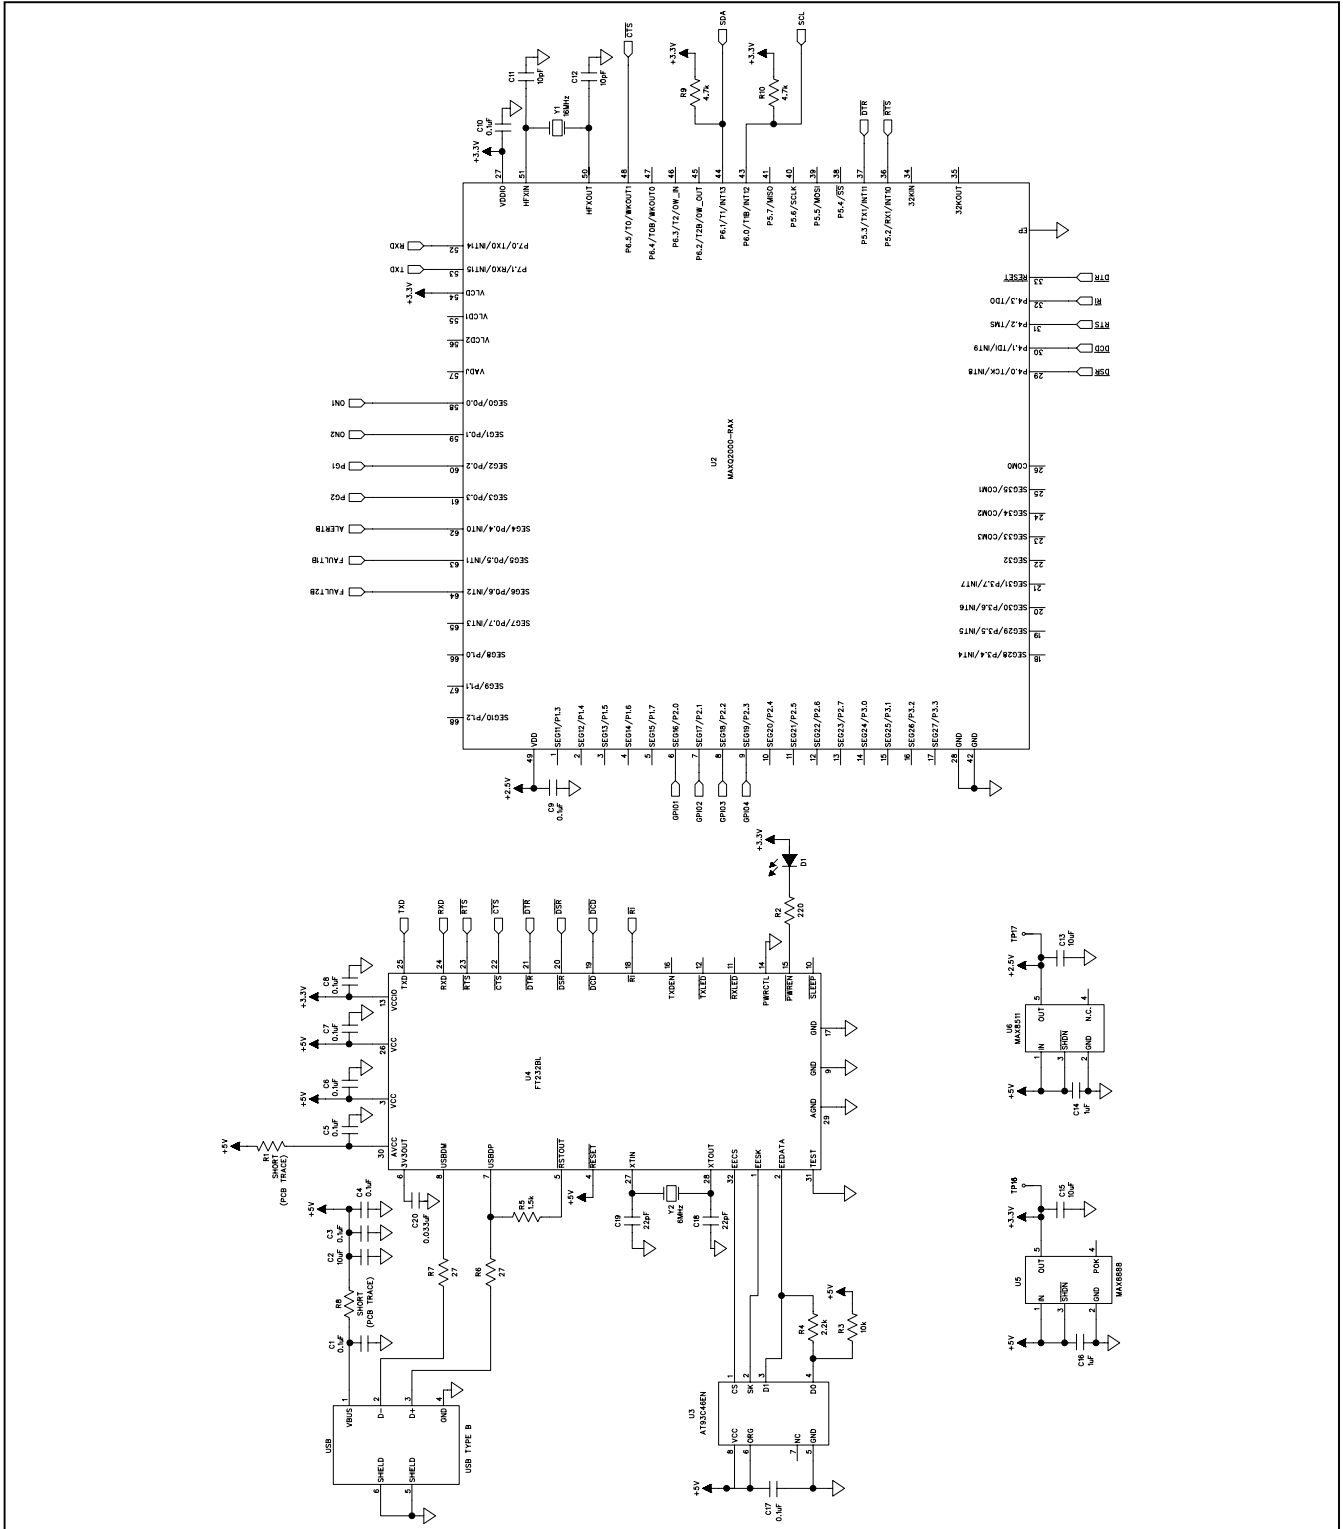 +3.3V
C10
0.1uF
C11
10pF
Y1
16MHz
C12
10pF
CTS
+3.3V
R9
4.7k
SDA
+3.3V
R10
4.7k
SCL
DTR
RTS
27
VDDIO
51
HFXIN
50
HFXOUT
48
P6.5/T0/WKOUT1
47
P6.4/T0B/WKOUT0
46
P6.3/T2/OW_IN
45
P6.2/T2B/OW_OUT
44
P6.1/T1/INT13
43
P6.0/T1B/INT12
41
P5.7/MISO
40
P5.6/SCLK
39
P5.5/MOSI
38
P5.4/SS
37
P5.3/TX1/INT11
36
P5.2/RX1/INT10
34
32KIN
35
32KOUT
RXD
52
P7.0/TX0/INT14
TXD
53
P7.1/RX0/INT15
+3.3V
54
VLCD
55
VLCD1
56
VLCD2
57
VADJ
ON1
58
SEG0/P0.0
ON2
59
SEG1/P0.1
PG1
60
SEG2/P0.2
PG2
61
SEG3/P0.3
ALERTB
62
SEG4/P0.4/INT0
FAULT1B
63
SEG5/P0.5/INT1
FAULT2B
64
SEG6/P0.6/INT2
65
SEG7/P0.7/INT3
66
SEG8/P1.0
67
SEG9/P1.1
68
SEG10/P1.2
U2
MAXQ2000-RAX
EP
RESET
33
DTR
P4.3/TDO
32
RI
P4.2/TMS
31
RTS
P4.1/TDI/INT9
30
DCD
P4.0/TCK/INT8
29
DSR
COM0
26
SEG35/COM1
25
SEG34/COM2
24
SEG33/COM3
23
SEG32
22
SEG31/P3.7/INT7
21
SEG30/P3.6/INT6
20
SEG29/P3.5/INT5
19
SEG28/P3.4/INT4
18
49
VDD
1
SEG11/P1.3
2
SEG12/P1.4
3
SEG13/P1.5
4
SEG14/P1.6
5
SEG15/P1.7
6
SEG16/P2.0
7
SEG17/P2.1
8
SEG18/P2.2
9
SEG19/P2.3
10
SEG20/P2.4
11
SEG21/P2.5
12
SEG22/P2.6
13
SEG23/P2.7
14
SEG24/P3.0
15
SEG25/P3.1
16
SEG26/P3.2
17
SEG27/P3.3
28
GND
42
GND
+2.5V
C9
0.1uF
GPIO1
GPIO2
GPIO3
GPIO4
+3.3V
D1
R2
220
TXD
RXD
RTS
CTS
DTR
DSR
DCD
RI
25
TXD
24
RXD
23
RTS
22
CTS
21
DTR
20
DSR
19
DCD
18
RI
16
TXDEN
12
TXLED
11
RXLED
14
PWRCTL
15
PWREN
10
SLEEP
+3.3V
C8
0.1uF
13
VCCIO
+5V
C7
0.1uF
26
VCC
+5V
C6
0.1uF
3
VCC
+5V
R1
SHORT
(PCB TRACE)
C5
0.1uF
30
AVCC
U4
FT232BL
GND
17
GND
9
AGND
29
6
3V3OUT
8
USBDM
7
USBDP
5
RSTOUT
4
RESET
27
XTIN
28
XTOUT
32
EECS
1
EESK
2
EEDATA
31
TEST
C20
0.033uF
R5
1.5k
+5V
C19
22pF
Y2
6MHz
C18
22pF
+5V
C4
0.1uF
C3
0.1uF
C2
10uF
R8
SHORT
(PCB TRACE)
C1
0.1uF
R7
27
R6
27
R4
2.2k
R3
10k
+5V
USB
1
VBUS
2
D-
3
D+
4
GND
6
SHIELD
5
SHIELD
USB TYPE B
U3
AT93C46EN
1
CS
2
SK
3
D1
4
DO
8
VCC
6
ORG
7
NC
5
GND
+5V
C17
0.1uF
TP17
+2.5V
C13
10uF
U6
MAX8511
5
OUT
4
N.C.
1
IN
3
SHDN
2
GND
+5V
C14
1uF
TP18
+3.3V
C15
10uF
U5
MAX8888
5
OUT
4
POK
1
IN
3
SHDN
2
GND
+5V
C16
1uF